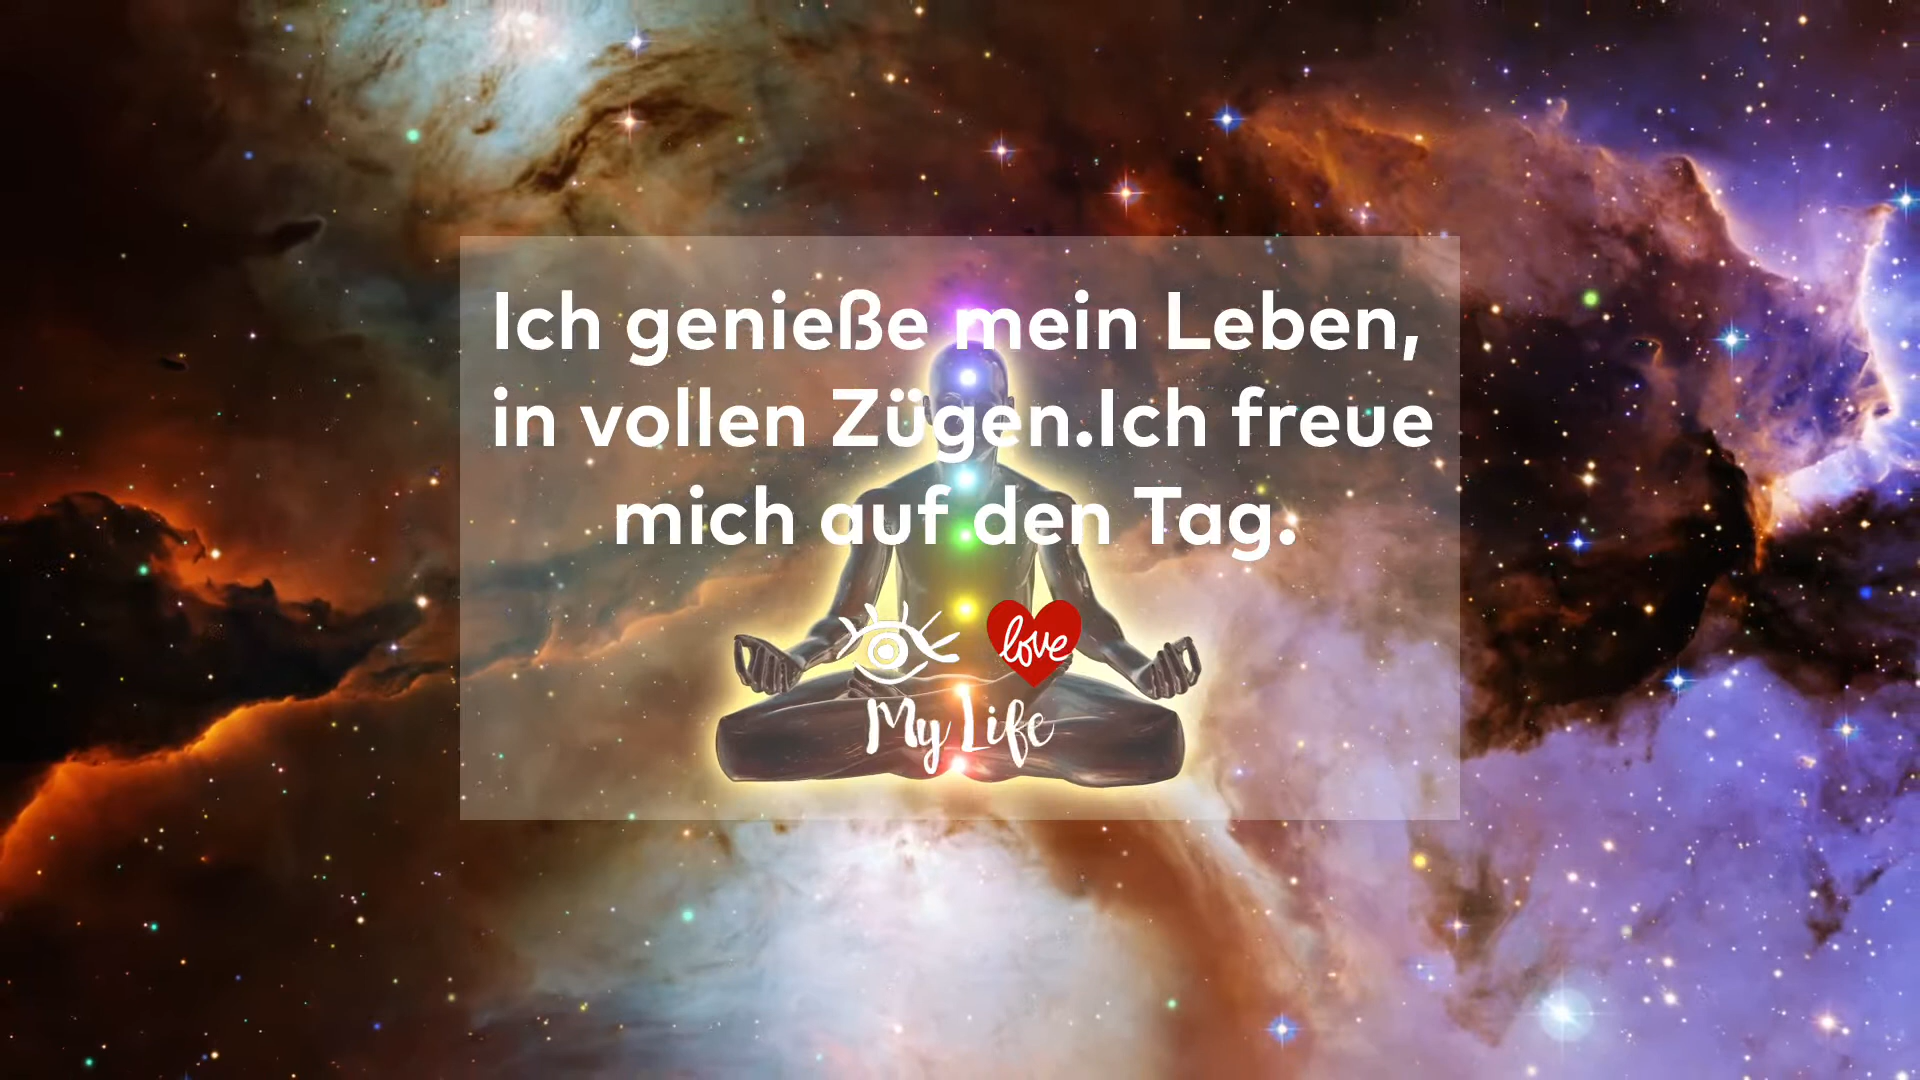 Ich genieße mein Leben,
in vollen Zügen.Ich freue
mich auf den Tag.
love
My Life